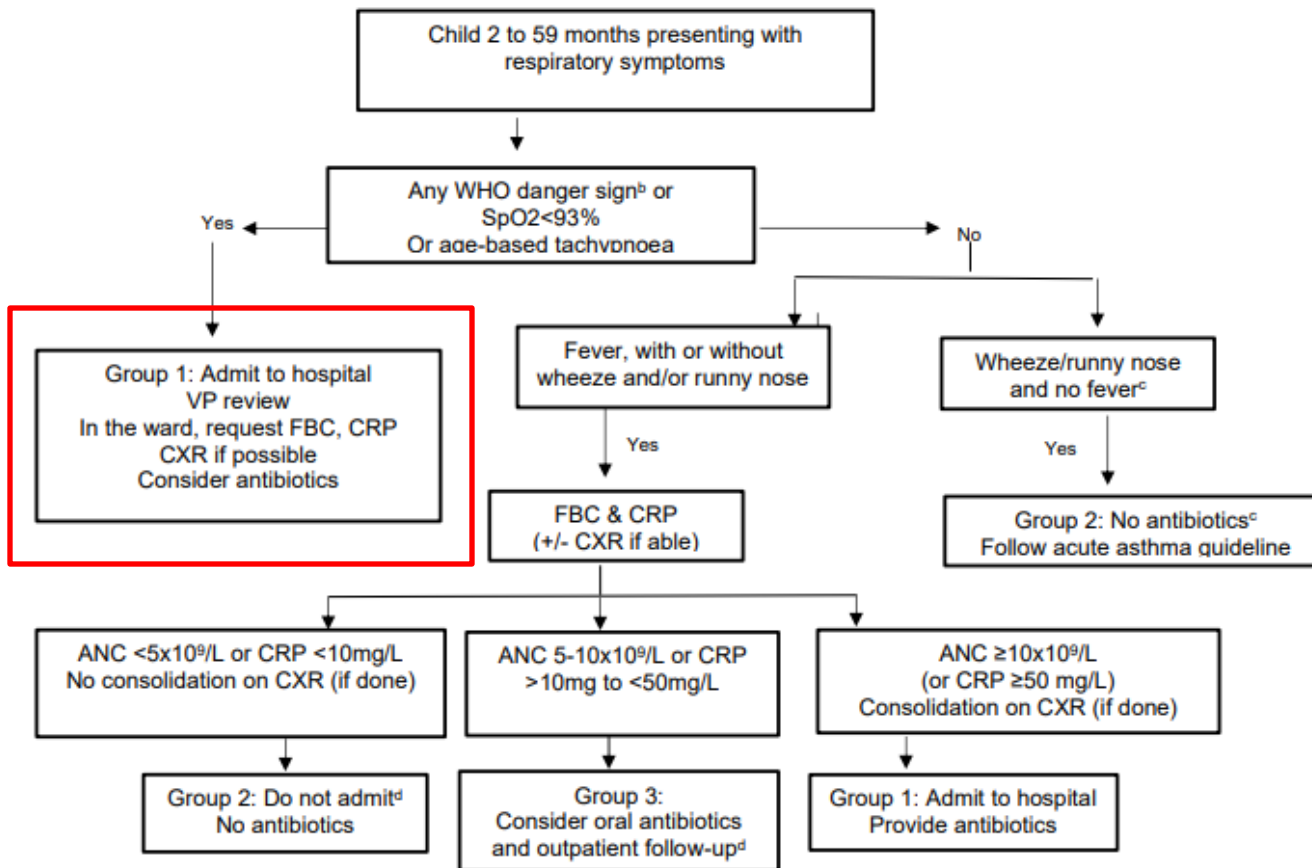 Child 2 to 59 months presenting with
respiratory symptoms
Any WHO danger signᵇ or
SpO2<93%
Or age-based tachypnoea
Yes
No
Group 1: Admit to hospital
VP review
In the ward, request FBC, CRP
CXR if possible
Consider antibiotics
Fever, with or without
wheeze and/or runny nose
Wheeze/runny nose
and no feverᶜ
Yes
Yes
FBC & CRP
(+/- CXR if able)
Group 2: No antibioticsᶜ
Follow acute asthma guideline
ANC <5x10⁹/L or CRP <10mg/L
No consolidation on CXR (if done)
ANC 5-10x10⁹/L or CRP
>10mg to <50mg/L
ANC ≥10x10⁹/L
(or CRP ≥50 mg/L)
Consolidation on CXR (if done)
Group 2: Do not admitᵈ
No antibiotics
Group 3:
Consider oral antibiotics
and outpatient follow-upᵈ
Group 1: Admit to hospital
Provide antibiotics